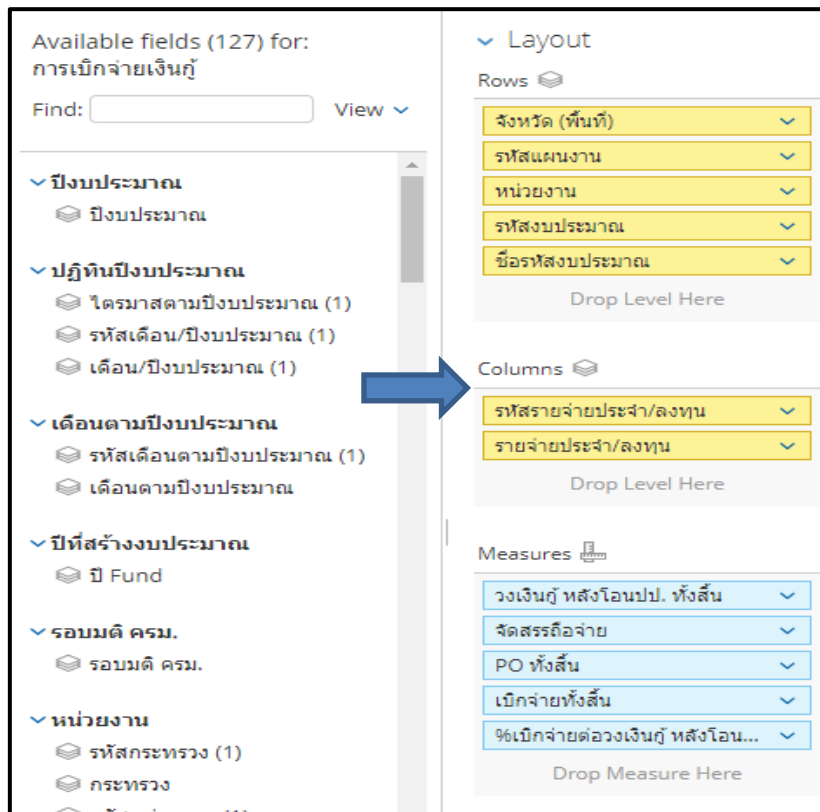 Available fields (127) for:
การเบิกจ่ายเงินกู้
Find:
View
ปีงบประมาณ
ปีงบประมาณ
ปฏิทินปีงบประมาณ
ไตรมาสตามปีงบประมาณ (1)
รหัสเดือน/ปีงบประมาณ (1)
เดือน/ปีงบประมาณ (1)
เดือนตามปีงบประมาณ
รหัสเดือนตามปีงบประมาณ (1)
เดือนตามปีงบประมาณ
ปีที่สร้างงบประมาณ
ปี Fund
รอบมติ ครม.
รอบมติ ครม.
หน่วยงาน
รหัสกระทรวง (1)
กระทรวง
Layout
Rows
จังหวัด (พื้นที่)
รหัสแผนงาน
หน่วยงาน
รหัสงบประมาณ
ชื่อรหัสงบประมาณ
Drop Level Here
Columns
รหัสรายจ่ายประจำ/ลงทุน
รายจ่ายประจำ/ลงทุน
Drop Level Here
Measures
วงเงินกู้ หลังโอนปป. ทั้งสิ้น
จัดสรรถือจ่าย
PO ทั้งสิ้น
เบิกจ่ายทั้งสิ้น
%เบิกจ่ายต่อวงเงินกู้ หลังโอน...
Drop Measure Here